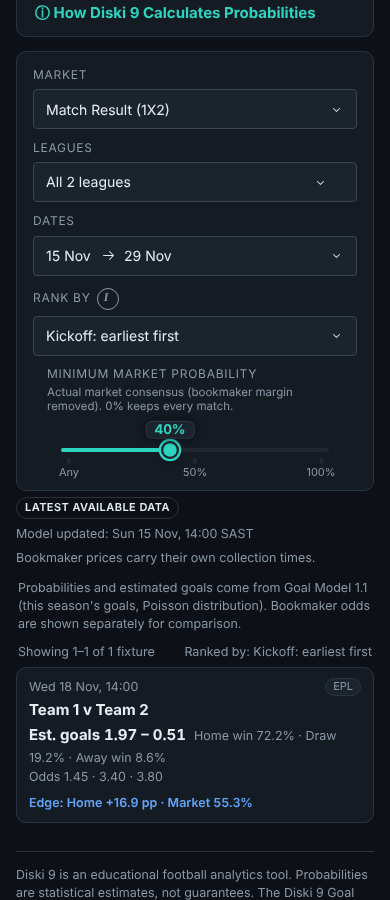 ⓘ How Diski 9 Calculates Probabilities
MARKET
Match Result (1X2)
LEAGUES
All 2 leagues
DATES
15 Nov → 29 Nov
RANK BY I
Kickoff: earliest first
MINIMUM MARKET PROBABILITY
Actual market consensus (bookmaker margin
removed). 0% keeps every match.
40%
Any 50% 100%
LATEST AVAILABLE DATA
Model updated: Sun 15 Nov, 14:00 SAST
Bookmaker prices carry their own collection times.
Probabilities and estimated goals come from Goal Model 1.1
(this season's goals, Poisson distribution). Bookmaker odds
are shown separately for comparison.
Showing 1–1 of 1 fixture Ranked by: Kickoff: earliest first
Wed 18 Nov, 14:00 EPL
Team 1 v Team 2
Est. goals 1.97 – 0.51 Home win 72.2% · Draw
19.2% · Away win 8.6%
Odds 1.45 · 3.40 · 3.80
Edge: Home +16.9 pp · Market 55.3%
Diski 9 is an educational football analytics tool. Probabilities
are statistical estimates, not guarantees. The Diski 9 Goal